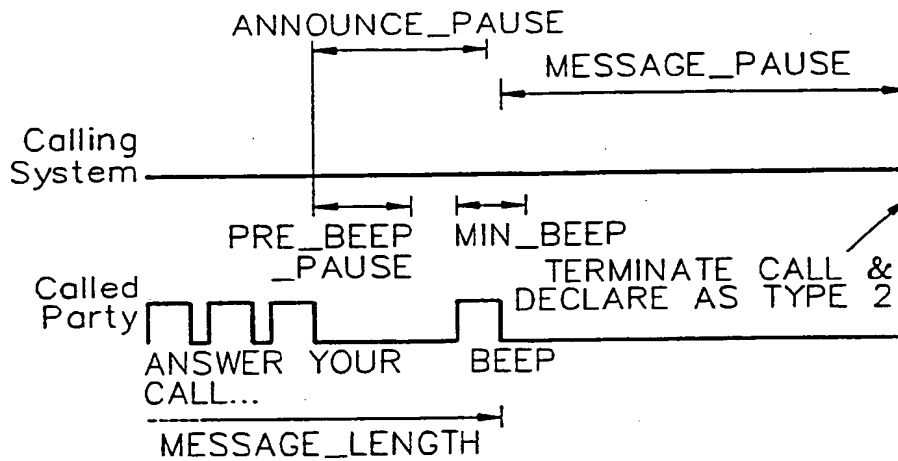 ANNOUNCE_PAUSE
MESSAGE_PAUSE
Calling
System
PRE_BEEP
_PAUSE
MIN_BEEP
TERMINATE CALL &
DECLARE AS TYPE 2
Called
Party
ANSWER YOUR BEEP
CALL...
MESSAGE_LENGTH